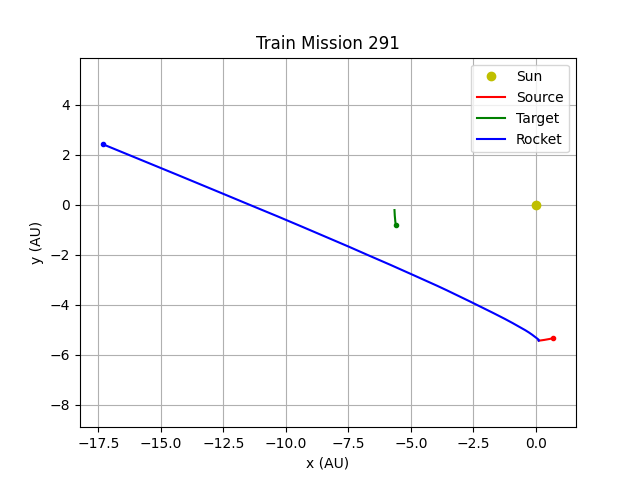 Train Mission 291
Sun
Source
Target
Rocket
4
2
0
−2
−4
−6
−8
y (AU)
−17.5 −15.0 −12.5 −10.0 −7.5 −5.0 −2.5 0.0
x (AU)